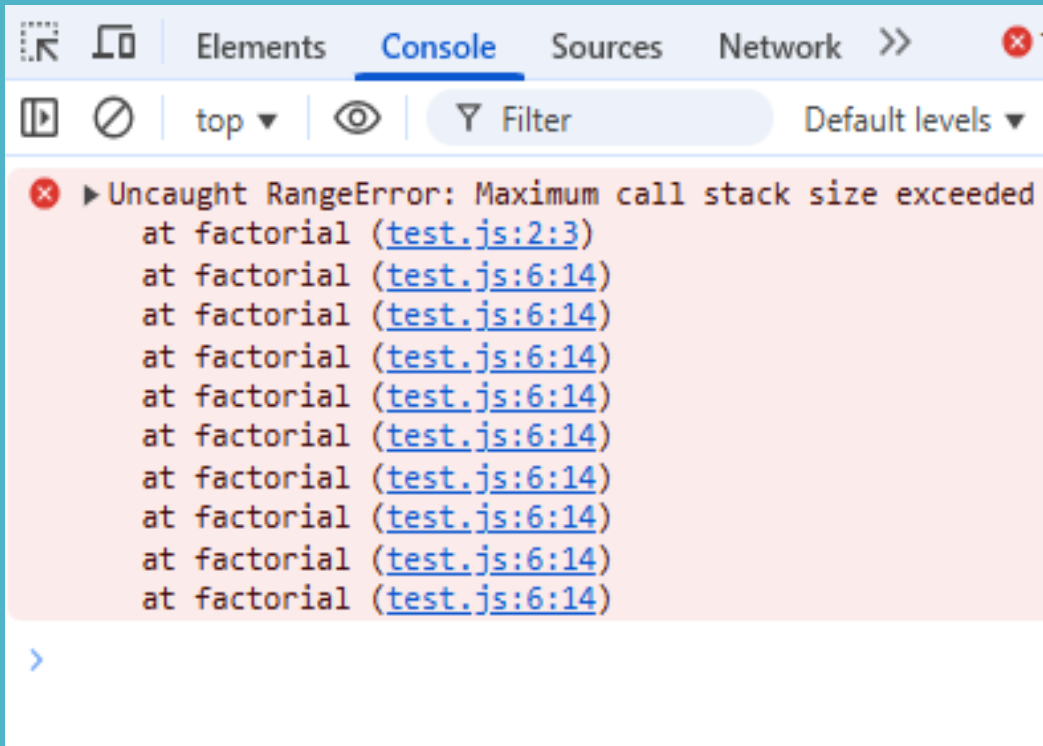 Elements Console Sources Network
top Filter Default levels
Uncaught RangeError: Maximum call stack size exceeded
at factorial (test.js:2:3)
at factorial (test.js:6:14)
at factorial (test.js:6:14)
at factorial (test.js:6:14)
at factorial (test.js:6:14)
at factorial (test.js:6:14)
at factorial (test.js:6:14)
at factorial (test.js:6:14)
at factorial (test.js:6:14)
at factorial (test.js:6:14)